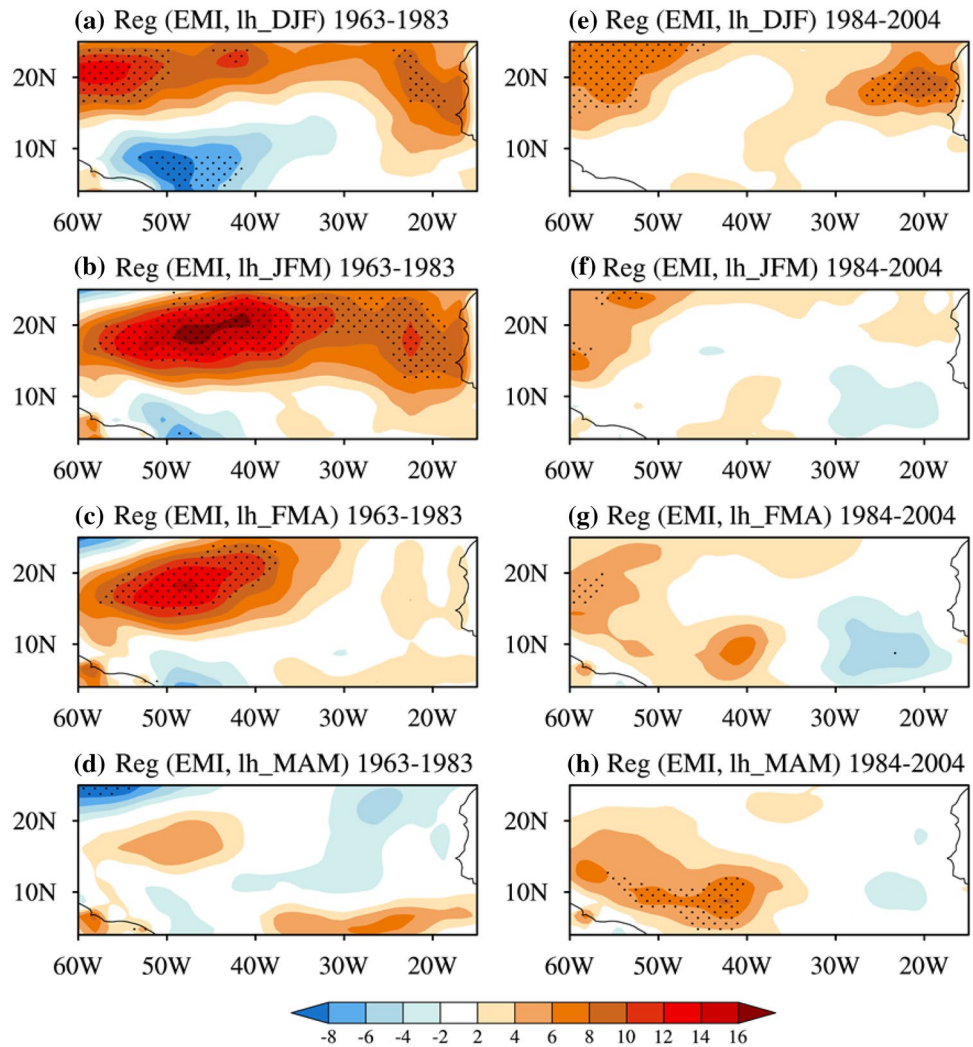 (a) Reg (EMI, lh_DJF) 1963-1983
20N
10N
60W 50W 40W 30W 20W
(e) Reg (EMI, lh_DJF) 1984-2004
20N
10N
60W 50W 40W 30W 20W
(b) Reg (EMI, lh_JFM) 1963-1983
20N
10N
60W 50W 40W 30W 20W
(f) Reg (EMI, lh_JFM) 1984-2004
20N
10N
60W 50W 40W 30W 20W
(c) Reg (EMI, lh_FMA) 1963-1983
20N
10N
60W 50W 40W 30W 20W
(g) Reg (EMI, lh_FMA) 1984-2004
20N
10N
60W 50W 40W 30W 20W
(d) Reg (EMI, lh_MAM) 1963-1983
20N
10N
60W 50W 40W 30W 20W
(h) Reg (EMI, lh_MAM) 1984-2004
20N
10N
60W 50W 40W 30W 20W
-8 -6 -4 -2 2 4 6 8 10 12 14 16